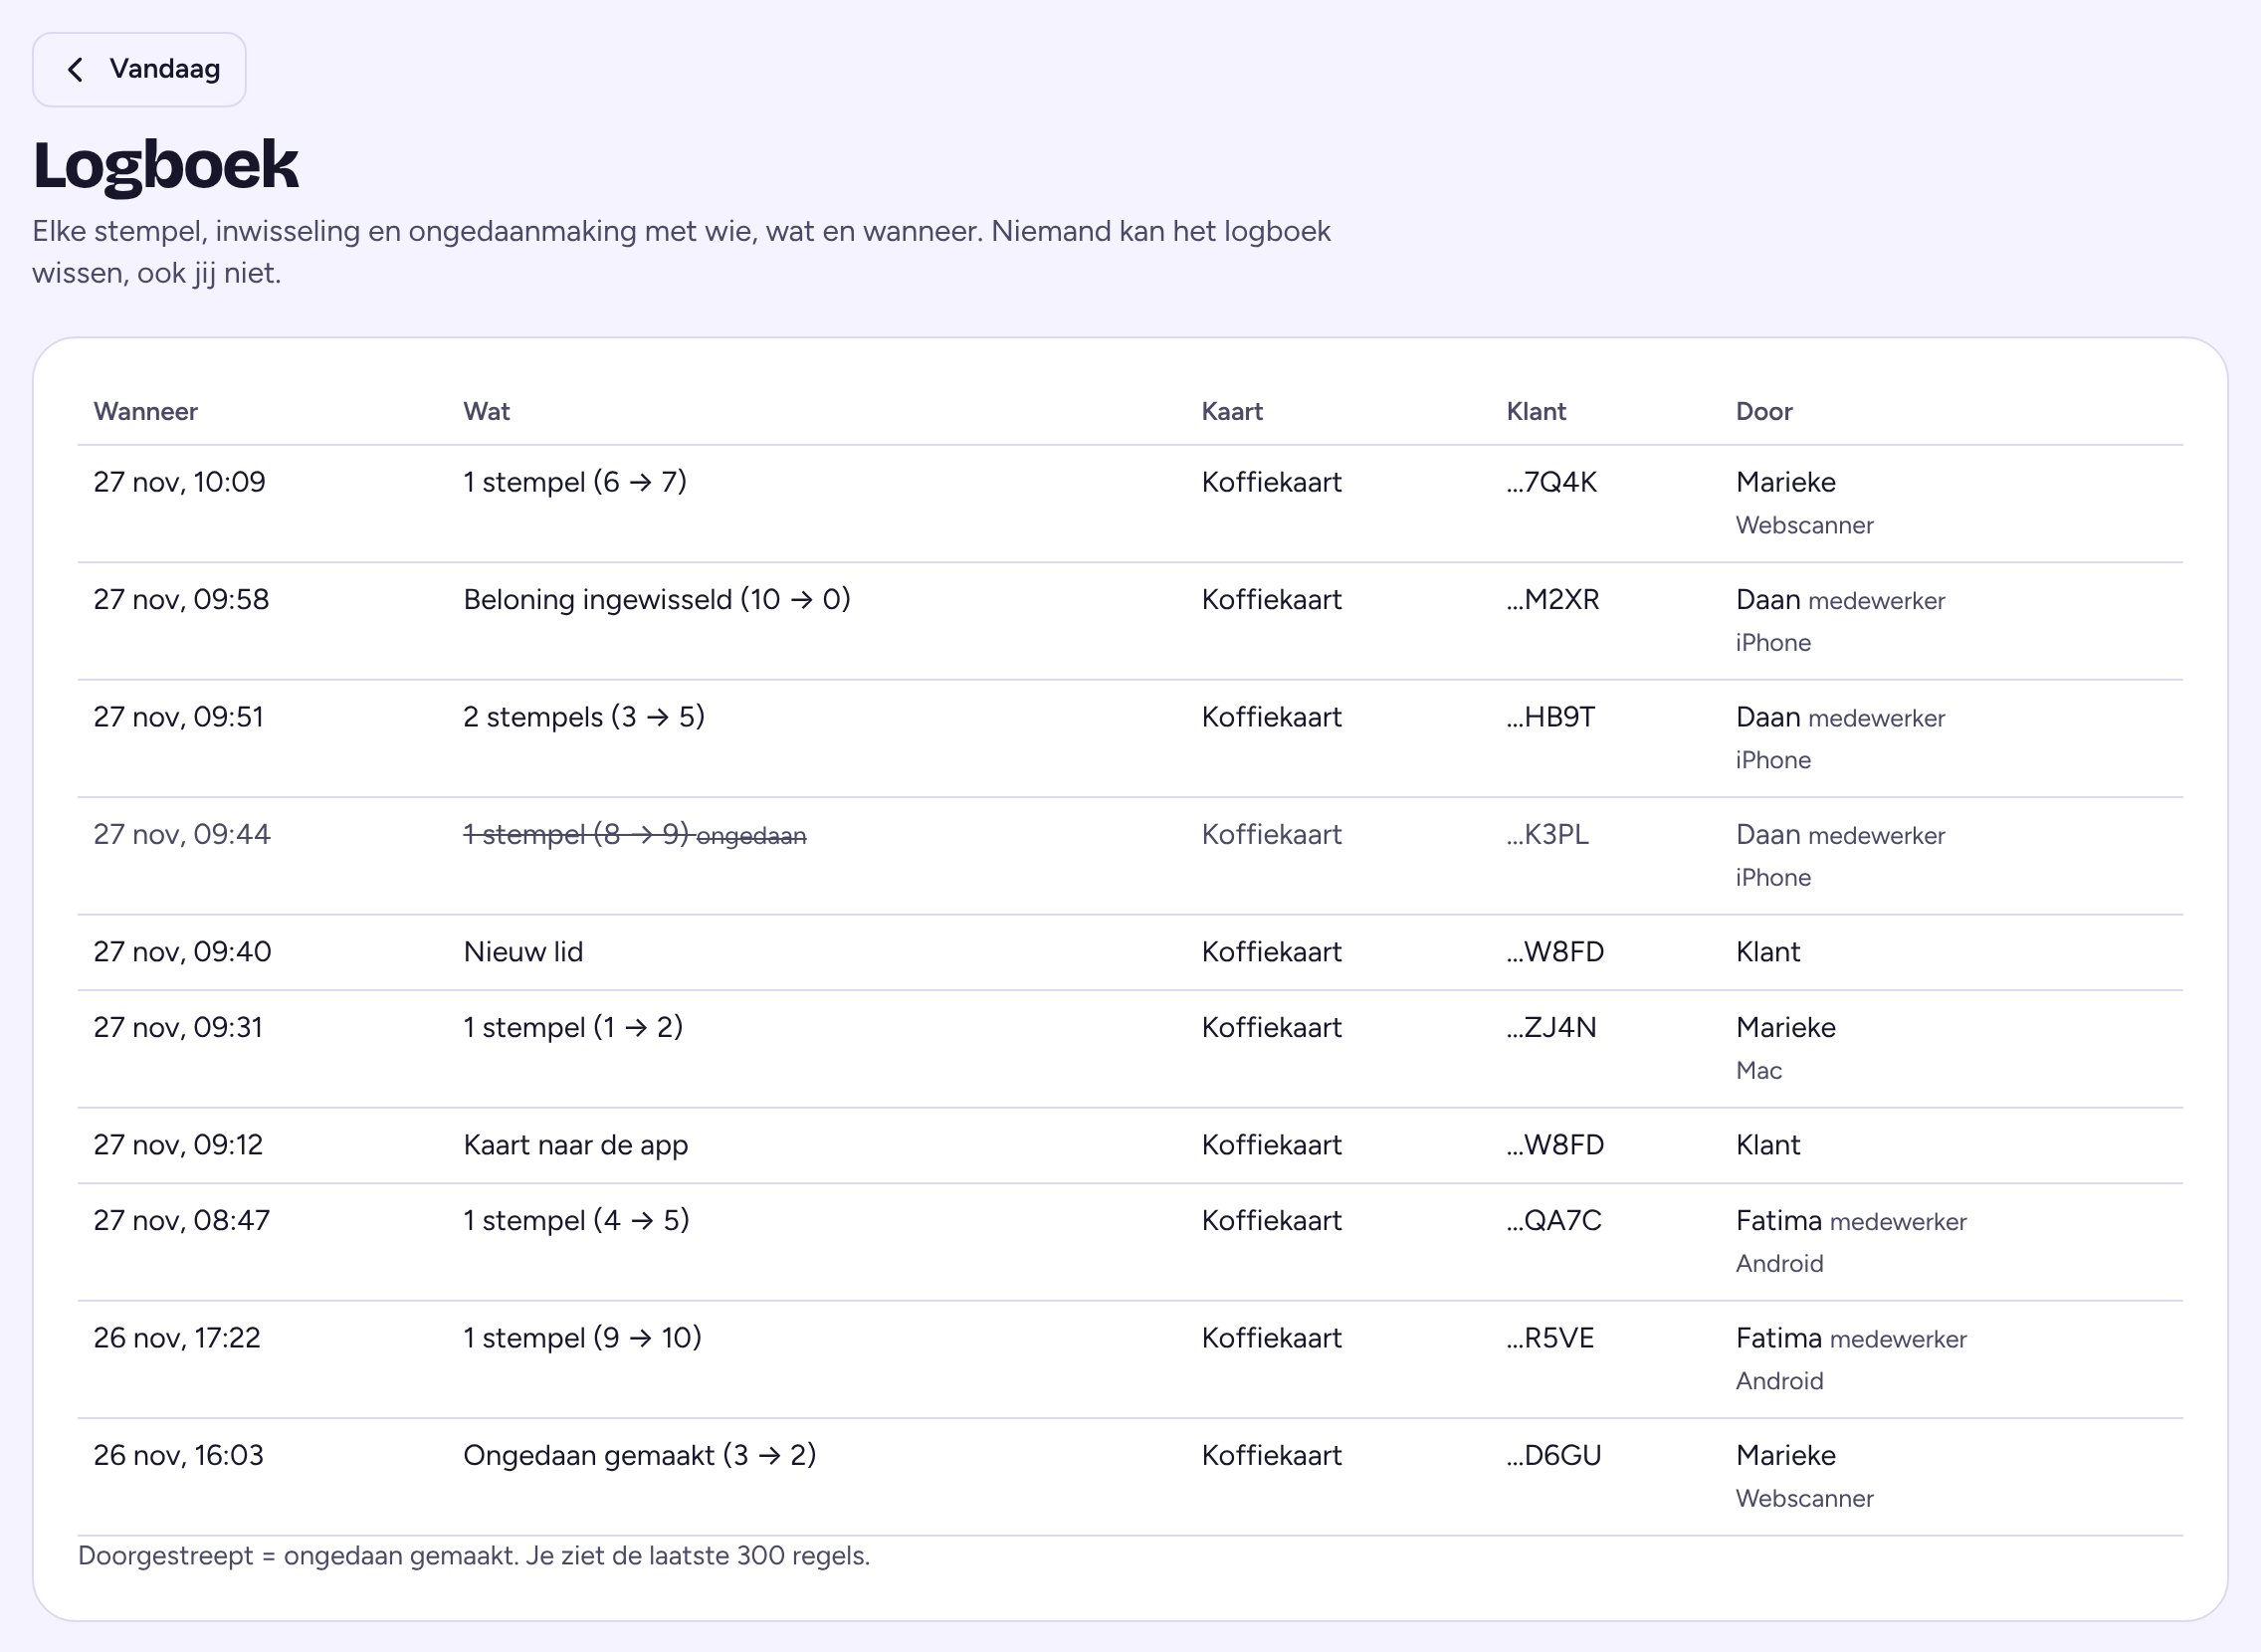 Vandaag
Logboek
Elke stempel, inwisseling en ongedaanmaking met wie, wat en wanneer. Niemand kan het logboek
wissen, ook jij niet.
Wanneer Wat Kaart Klant Door
27 nov, 10:09 1 stempel (6 → 7) Koffiekaart ...7Q4K Marieke
Webscanner
27 nov, 09:58 Beloning ingewisseld (10 → 0) Koffiekaart ...M2XR Daan medewerker
iPhone
27 nov, 09:51 2 stempels (3 → 5) Koffiekaart ...HB9T Daan medewerker
iPhone
27 nov, 09:44 1 stempel (8 → 9) ongedaan Koffiekaart ...K3PL Daan medewerker
iPhone
27 nov, 09:40 Nieuw lid Koffiekaart ...W8FD Klant
27 nov, 09:31 1 stempel (1 → 2) Koffiekaart ...ZJ4N Marieke
Mac
27 nov, 09:12 Kaart naar de app Koffiekaart ...W8FD Klant
27 nov, 08:47 1 stempel (4 → 5) Koffiekaart ...QA7C Fatima medewerker
Android
26 nov, 17:22 1 stempel (9 → 10) Koffiekaart ...R5VE Fatima medewerker
Android
26 nov, 16:03 Ongedaan gemaakt (3 → 2) Koffiekaart ...D6GU Marieke
Webscanner
Doorgestreept = ongedaan gemaakt. Je ziet de laatste 300 regels.